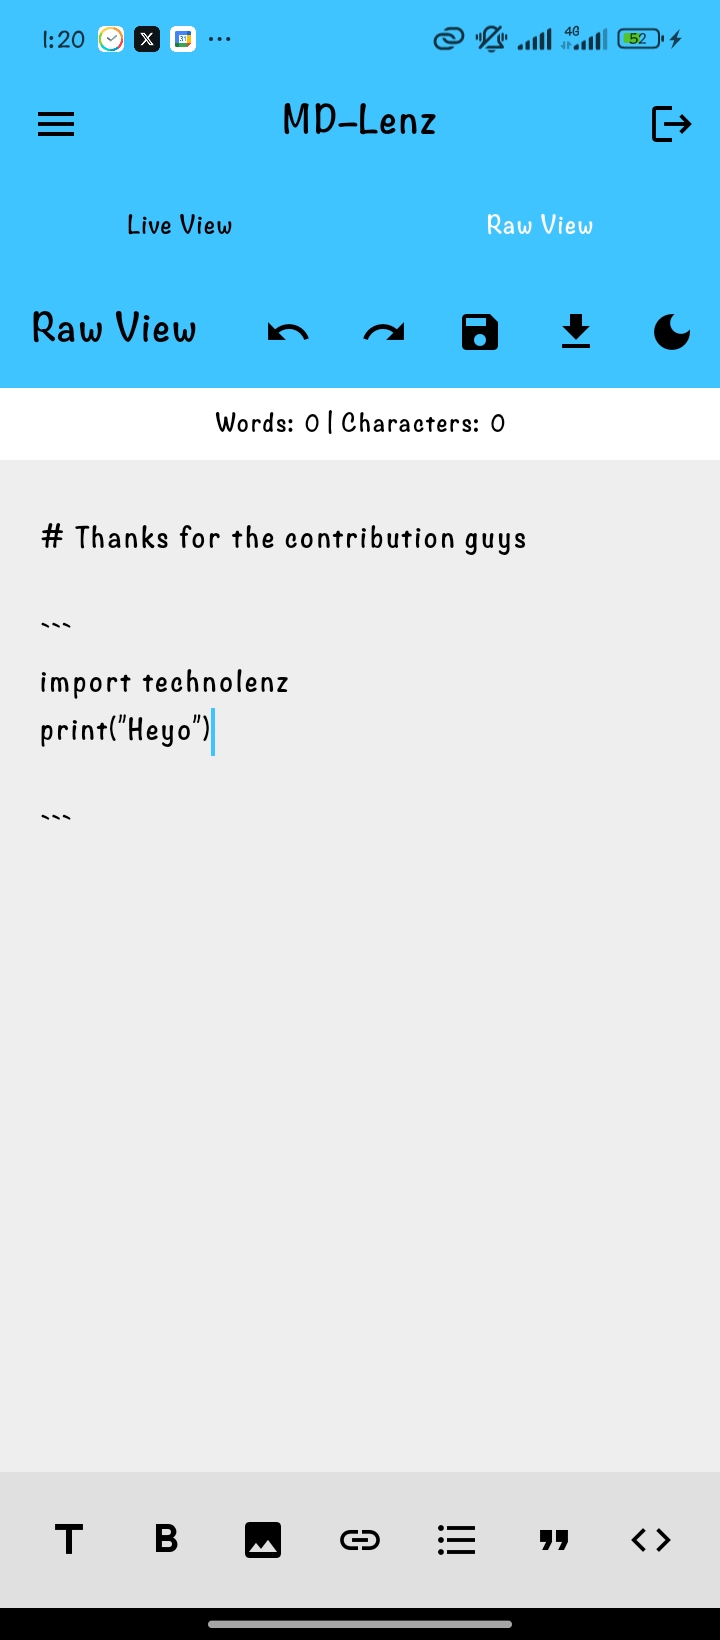 1:20
31
4G
52
MD-Lenz
Live View
Raw View
Raw View
Words: 0 | Characters: 0
# Thanks for the contribution guys
```
import technolenz
print("Heyo")
```
T B